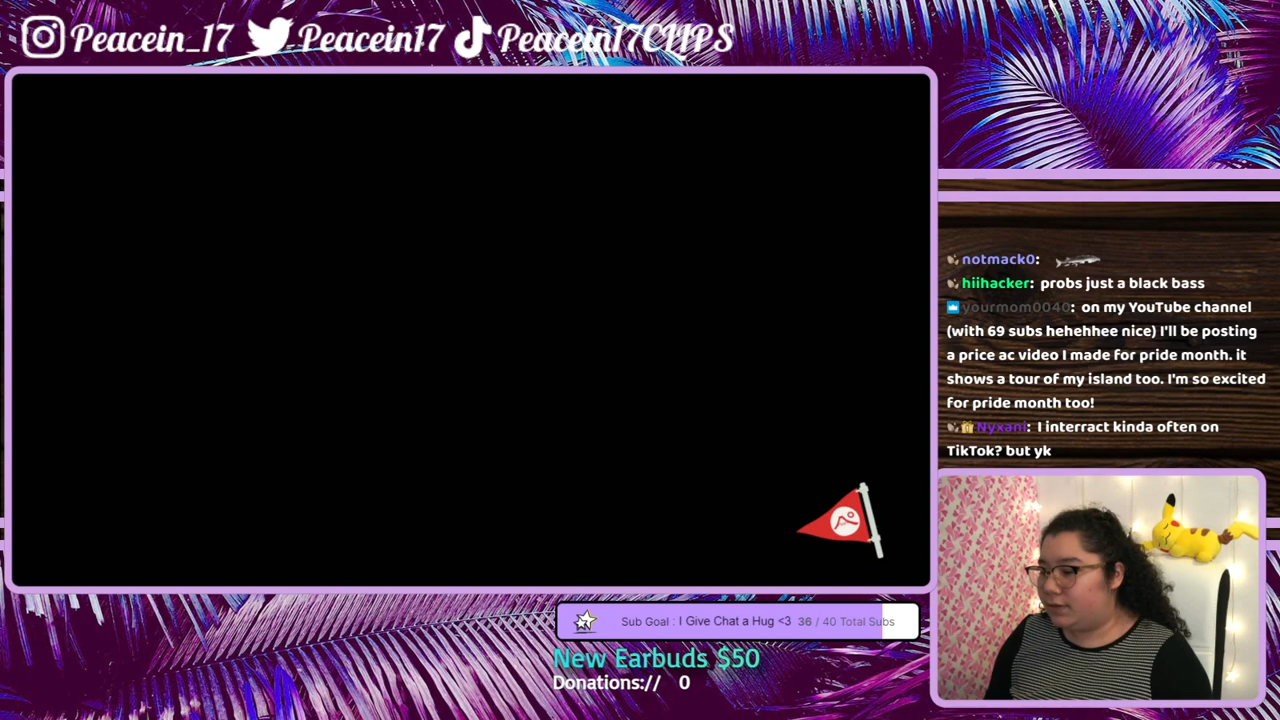 Peacein_17 Peacein17 Peacein17CIIPS
notmack0:
hiihacker: probs just a black bass
yourmom0040: on my YouTube channel
(with 69 subs hehehhee nice) I'll be posting
a price ac video I made for pride month. it
shows a tour of my island too. I'm so excited
for pride month too!
Nyxani: I interract kinda often on
TikTok? but yk
Sub Goal : I Give Chat a Hug <3 36 / 40 Total Subs
New Earbuds $50
Donations:// 0